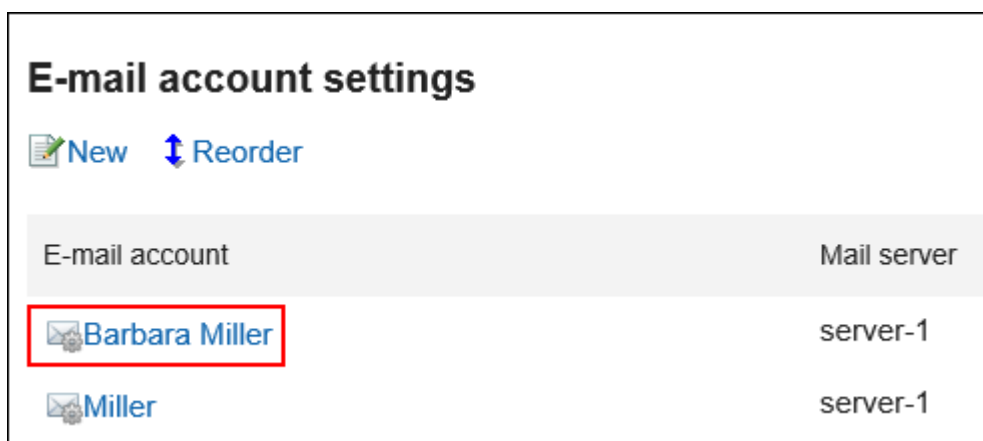 E-mail account settings
New Reorder
E-mail account Mail server
Barbara Miller server-1
Miller server-1